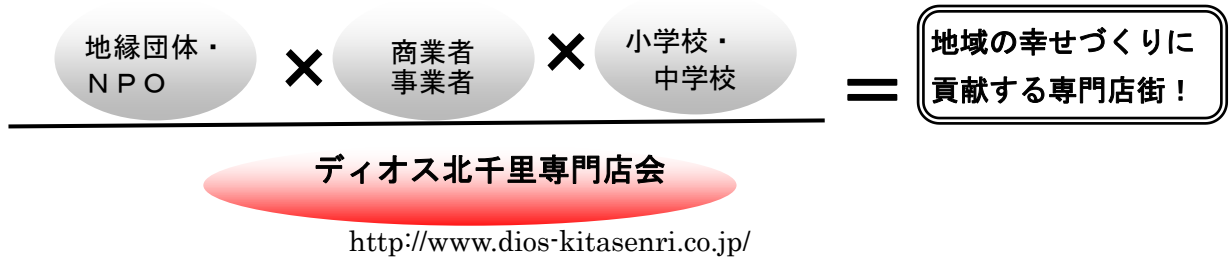 地縁団体・
ＮＰＯ
×
商業者
事業者
×
小学校・
中学校
＝
地域の幸せづくりに
貢献する専門店街！
ディオス北千里専門店会
http://www.dios-kitasenri.co.jp/